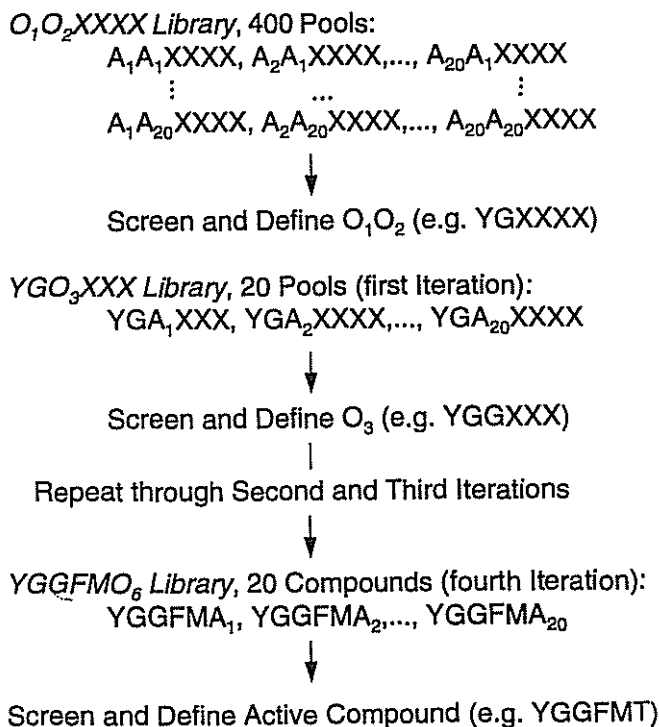 O₁O₂XXXX Library, 400 Pools:
A₁A₁XXXX, A₂A₁XXXX,..., A₂₀A₁XXXX
⋮ ... ⋮
A₁A₂₀XXXX, A₂A₂₀XXXX,..., A₂₀A₂₀XXXX
Screen and Define O₁O₂ (e.g. YGXXXX)
YGO₃XXX Library, 20 Pools (first Iteration):
YGA₁XXX, YGA₂XXXX,..., YGA₂₀XXXX
Screen and Define O₃ (e.g. YGGXXX)
Repeat through Second and Third Iterations
YGGFMO₆ Library, 20 Compounds (fourth Iteration):
YGGFMA₁, YGGFMA₂,..., YGGFMA₂₀
Screen and Define Active Compound (e.g. YGGFMT)